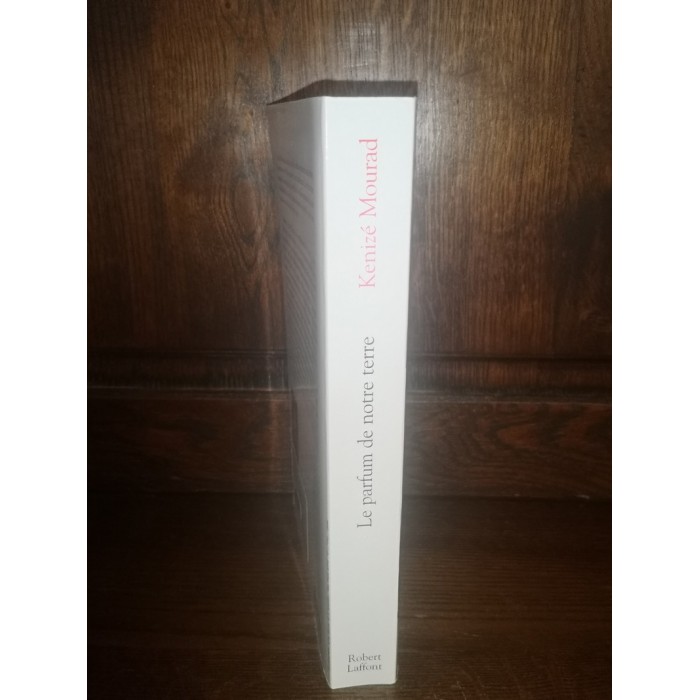 Kenizé Mourad
Le parfum de notre terre
Robert
Laffont